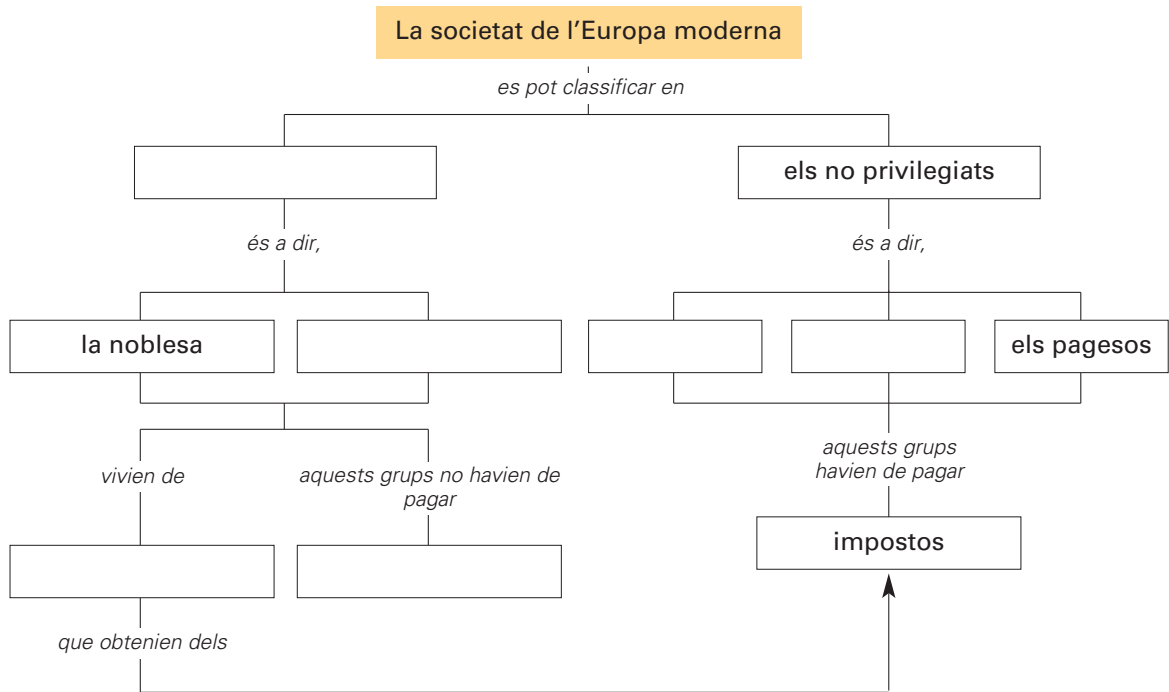 La societat de l’Europa moderna
es pot classificar en
els no privilegiats
és a dir,
és a dir,
la noblesa
els pagesos
vivien de
aquests grups no havien de
pagar
aquests grups
havien de pagar
impostos
que obtenien dels